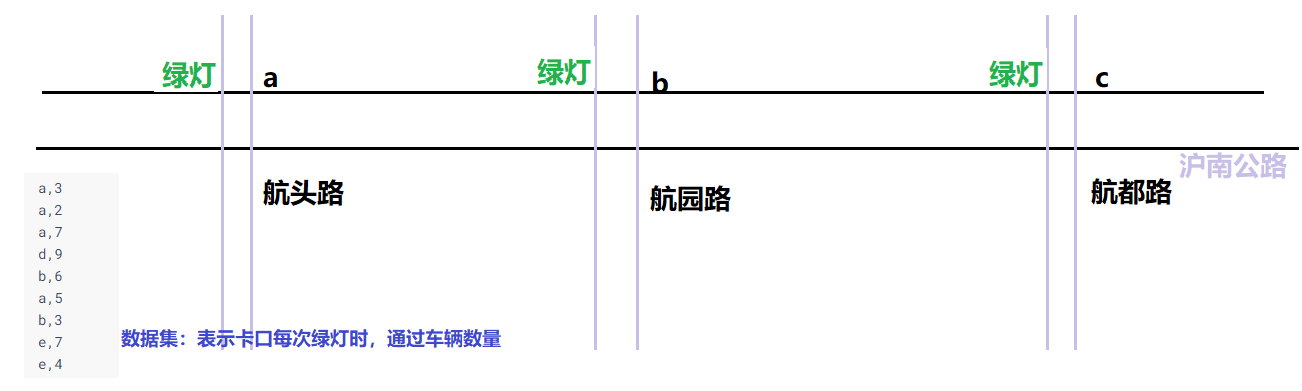 绿灯
a
绿灯
b
绿灯
c
沪南公路
航头路
航园路
航都路
a,3
a,2
a,7
d,9
b,6
a,5
b,3
e,7
e,4
数据集：表示卡口每次绿灯时，通过车辆数量